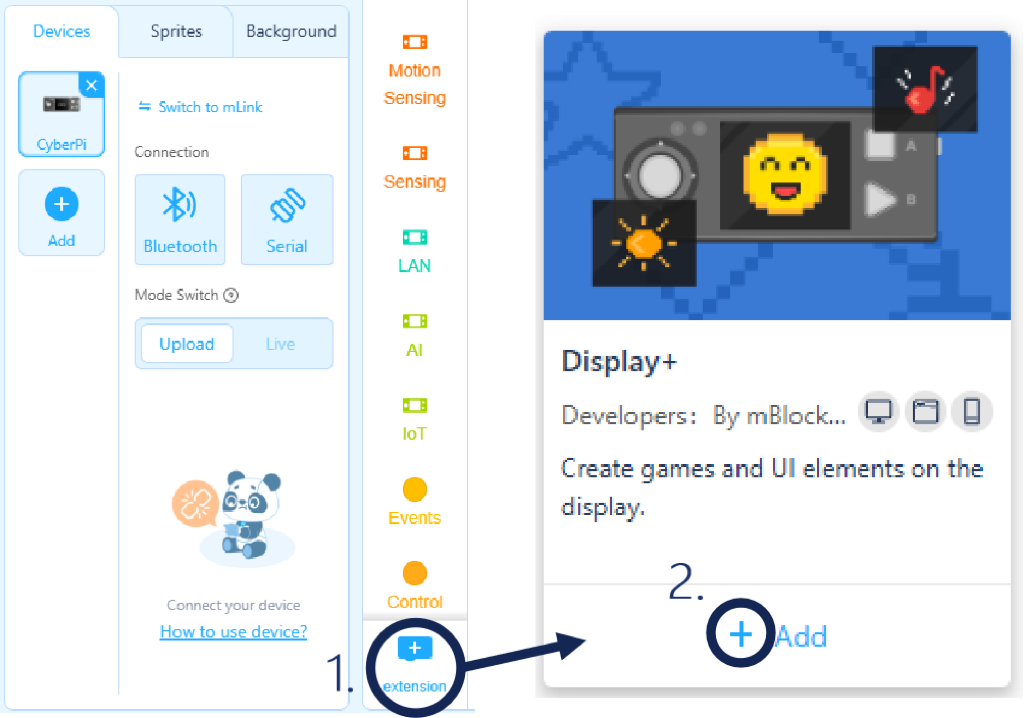 Devices
Sprites
Background
CyberPi
Add
Switch to mLink
Connection
Bluetooth
Serial
Mode Switch ?
Upload
Live
Connect your device
How to use device?
Motion
Sensing
Sensing
LAN
AI
IoT
Events
Control
1.
extension
A
B
Display+
Developers: By mBlock...
Create games and UI elements on the
display.
2.
Add